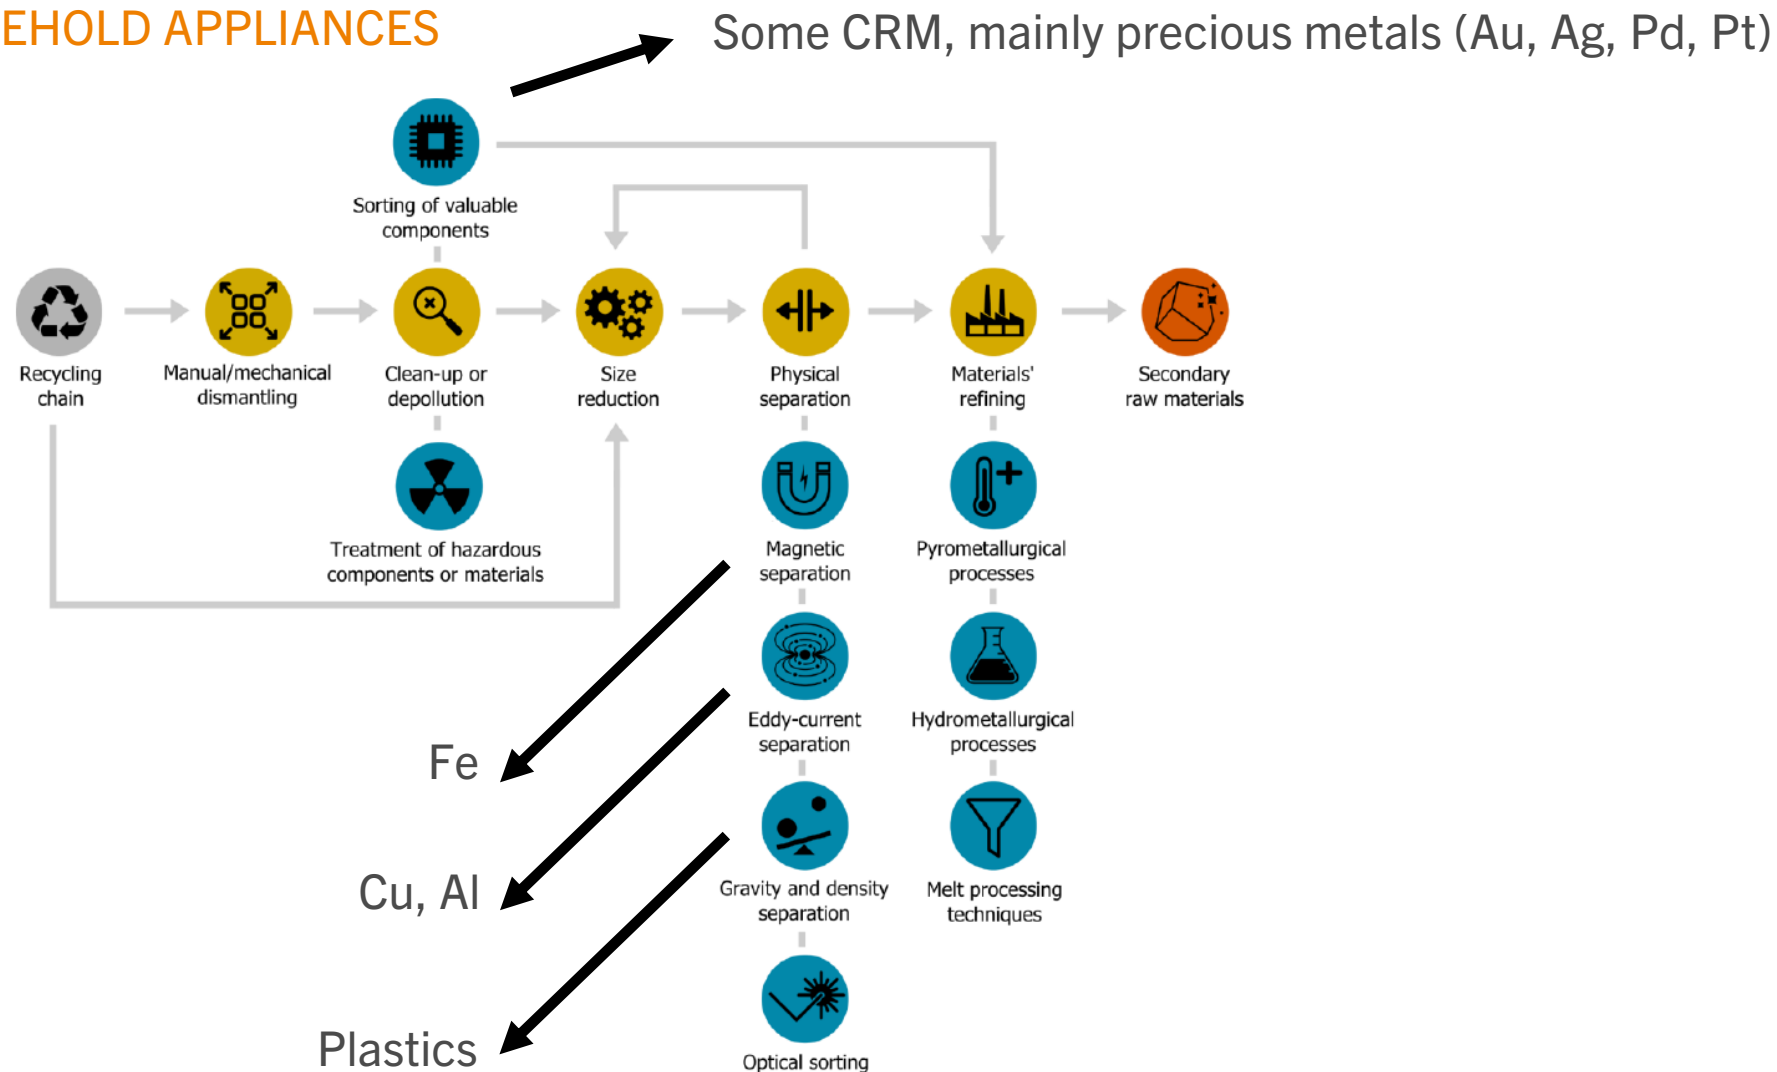 EHOLD APPLIANCES
Some CRM, mainly precious metals (Au, Ag, Pd, Pt)
Sorting of valuable
components
Recycling
chain
Manual/mechanical
dismantling
Clean-up or
depollution
Size
reduction
Physical
separation
Materials'
refining
Secondary
raw materials
Treatment of hazardous
components or materials
Magnetic
separation
Pyrometallurgical
processes
Fe
Eddy-current
separation
Hydrometallurgical
processes
Cu, Al
Gravity and density
separation
Melt processing
techniques
Plastics
Optical sorting